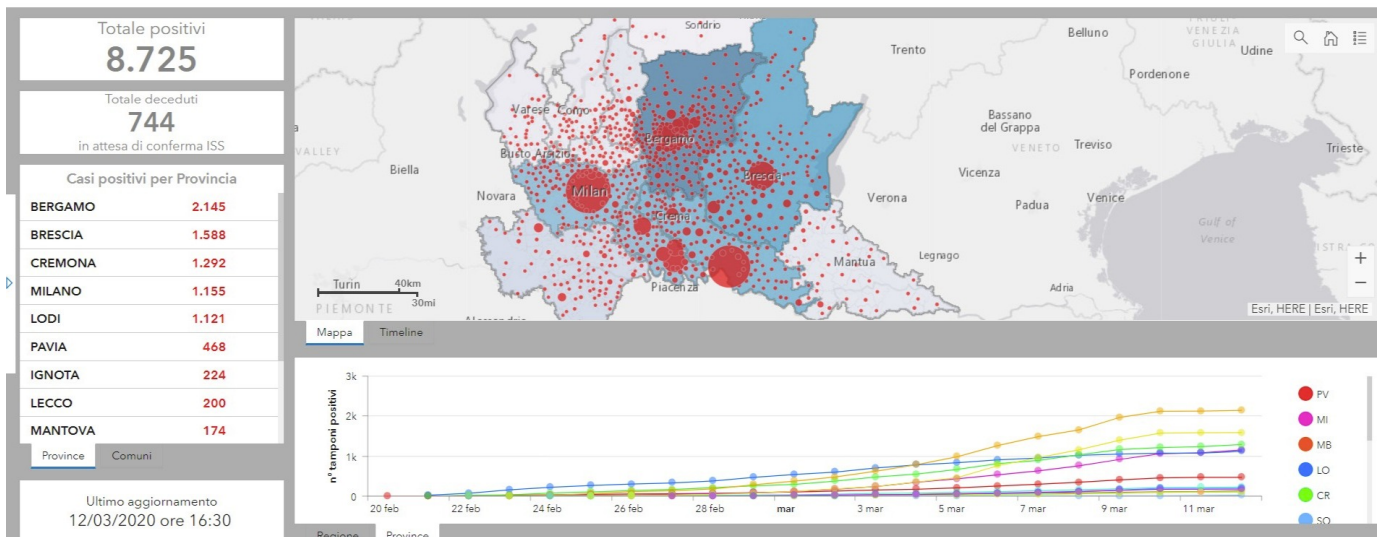 Totale positivi
8.725
Totale deceduti
744
in attesa di conferma ISS
Casi positivi per Provincia
BERGAMO 2.145
BRESCIA 1.588
CREMONA 1.292
MILANO 1.155
LODI 1.121
PAVIA 468
IGNOTA 224
LECCO 200
MANTOVA 174
Province Comuni
Ultimo aggiornamento
12/03/2020 ore 16:30
Sondrio
Trento
Belluno
VENEZIA
GIULIA
Udine
Pordenone
Varese Como
Bergamo
Bassano
del Grappa
VALLEY
Busto Arsizio
VENETO Treviso
Trieste
Biella
Brescia
Vicenza
Novara
Milan
Verona
Padua
Venice
Crema
Gulf of
Venice
Mantua
Legnago
Turin
40km
30mi
Piacenza
Adria
PIEMONTE
Esri, HERE | Esri, HERE
Mappa Timeline
n° tamponi positivi
3k
2k
1k
0
20 feb 22 feb 24 feb 26 feb 28 feb mar 3 mar 5 mar 7 mar 9 mar 11 mar
PV
MI
MB
LO
CR
SO
Regione Province